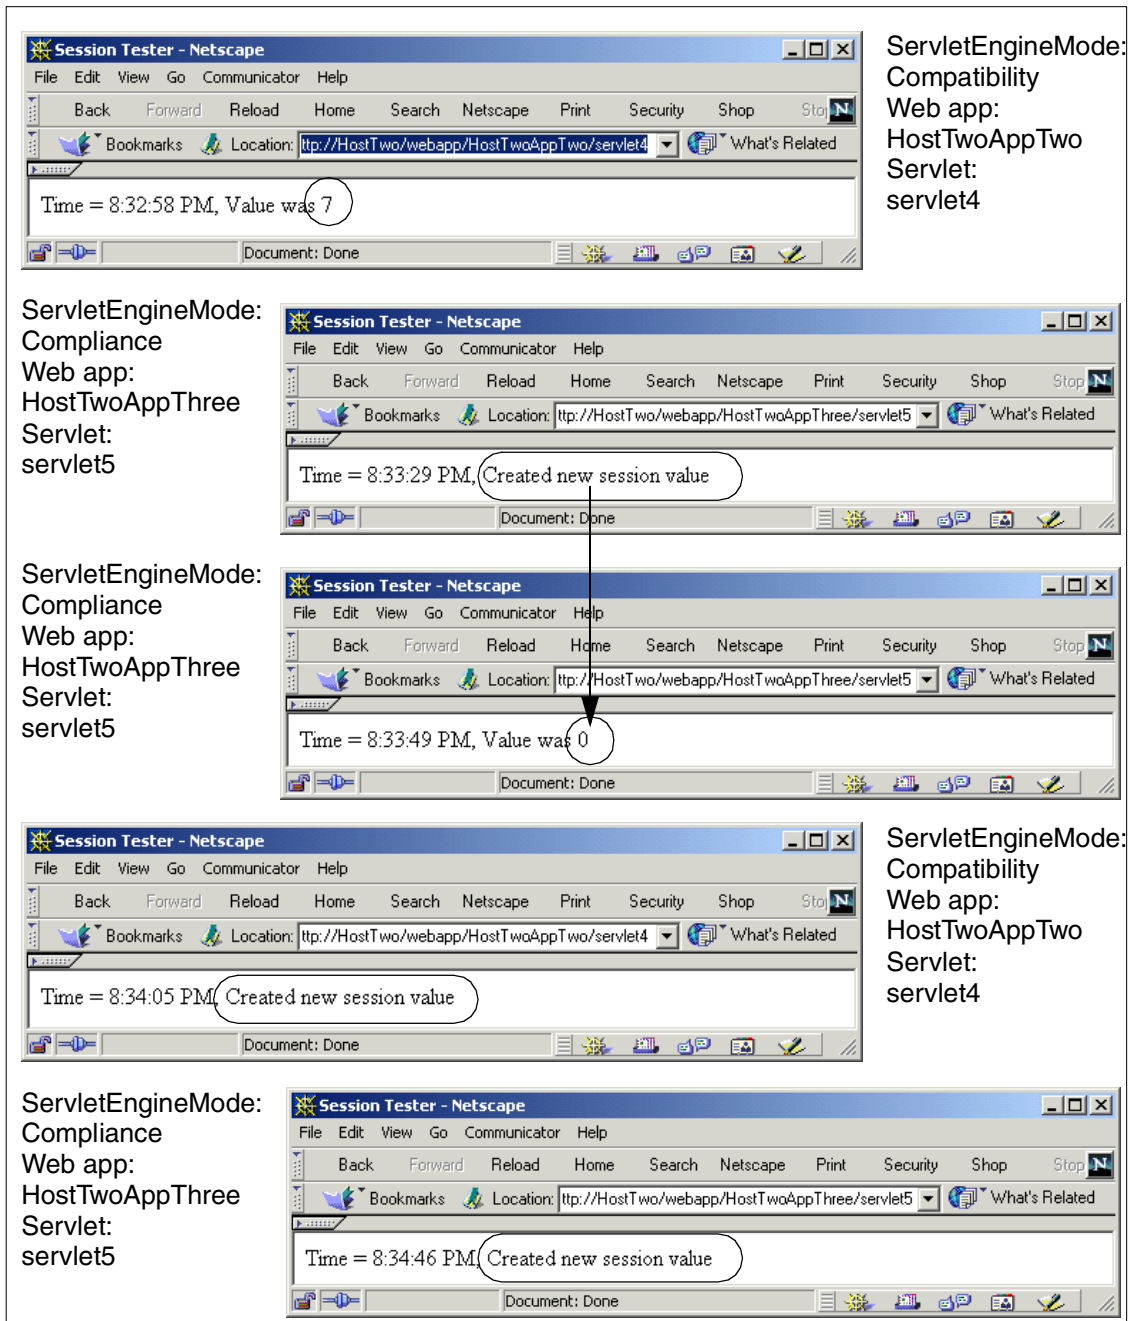 Session Tester - Netscape
File Edit View Go Communicator Help
Back Forward Reload Home Search Netscape Print Security Shop
Bookmarks Location: ttp://HostTwo/webapp/HostTwoAppTwo/servlet4 What's Related
Time = 8:32:58 PM, Value was 7
Document: Done
ServletEngineMode:
Compatibility
Web app:
HostTwoAppTwo
Servlet:
servlet4
ServletEngineMode:
Compliance
Web app:
HostTwoAppThree
Servlet:
servlet5
Session Tester - Netscape
File Edit View Go Communicator Help
Back Forward Reload Home Search Netscape Print Security Shop Stop N
Bookmarks Location: ttp://HostTwo/webapp/HostTwoAppThree/servlet5 What's Related
Time = 8:33:29 PM, Created new session value
Document: Done
ServletEngineMode:
Compliance
Web app:
HostTwoAppThree
Servlet:
servlet5
Session Tester - Netscape
File Edit View Go Communicator Help
Back Forward Reload Home Search Netscape Print Security Shop Stop N
Bookmarks Location: ttp://HostTwo/webapp/HostTwoAppThree/servlet5 What's Related
Time = 8:33:49 PM, Value was 0
Document: Done
Session Tester - Netscape
File Edit View Go Communicator Help
Back Forward Reload Home Search Netscape Print Security Shop
Bookmarks Location: ttp://HostTwo/webapp/HostTwoAppTwo/servlet4 What's Related
Time = 8:34:05 PM, Created new session value
Document: Done
ServletEngineMode:
Compatibility
Web app:
HostTwoAppTwo
Servlet:
servlet4
ServletEngineMode:
Compliance
Web app:
HostTwoAppThree
Servlet:
servlet5
Session Tester - Netscape
File Edit View Go Communicator Help
Back Forward Reload Home Search Netscape Print Security Shop Stop N
Bookmarks Location: ttp://HostTwo/webapp/HostTwoAppThree/servlet5 What's Related
Time = 8:34:46 PM, Created new session value
Document: Done